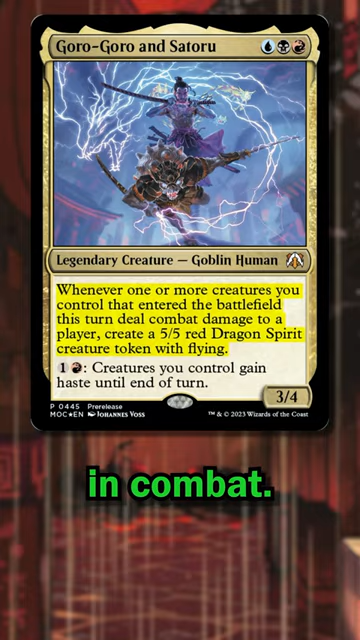 Goro-Goro and Satoru
Legendary Creature — Goblin Human
Whenever one or more creatures you
control that entered the battlefield
this turn deal combat damage to a
player, create a 5/5 red Dragon Spirit
creature token with flying.
1: Creatures you control gain
haste until end of turn.
3/4
P 0445 Prerelease
MOC★EN Johannes Voss
™ & © 2023 Wizards of the Coast
in combat.